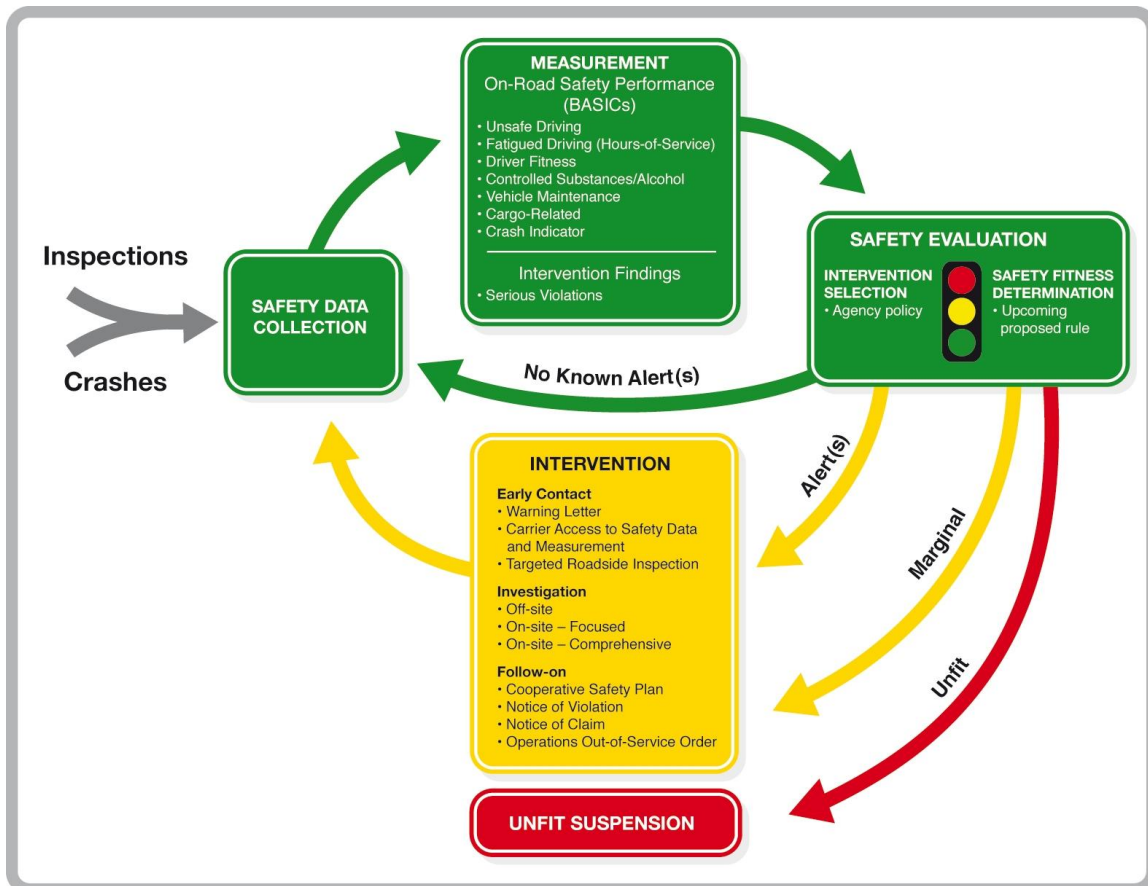 Inspections
Crashes
SAFETY DATA
COLLECTION
MEASUREMENT
On-Road Safety Performance
(BASICs)
• Unsafe Driving
• Fatigued Driving (Hours-of-Service)
• Driver Fitness
• Controlled Substances/Alcohol
• Vehicle Maintenance
• Cargo-Related
• Crash Indicator
Intervention Findings
• Serious Violations
SAFETY EVALUATION
INTERVENTION
SELECTION
• Agency policy
SAFETY FITNESS
DETERMINATION
• Upcoming
proposed rule
No Known Alert(s)
Alert(s)
Marginal
Unfit
INTERVENTION
Early Contact
• Warning Letter
• Carrier Access to Safety Data
and Measurement
• Targeted Roadside Inspection
Investigation
• Off-site
• On-site – Focused
• On-site – Comprehensive
Follow-on
• Cooperative Safety Plan
• Notice of Violation
• Notice of Claim
• Operations Out-of-Service Order
UNFIT SUSPENSION